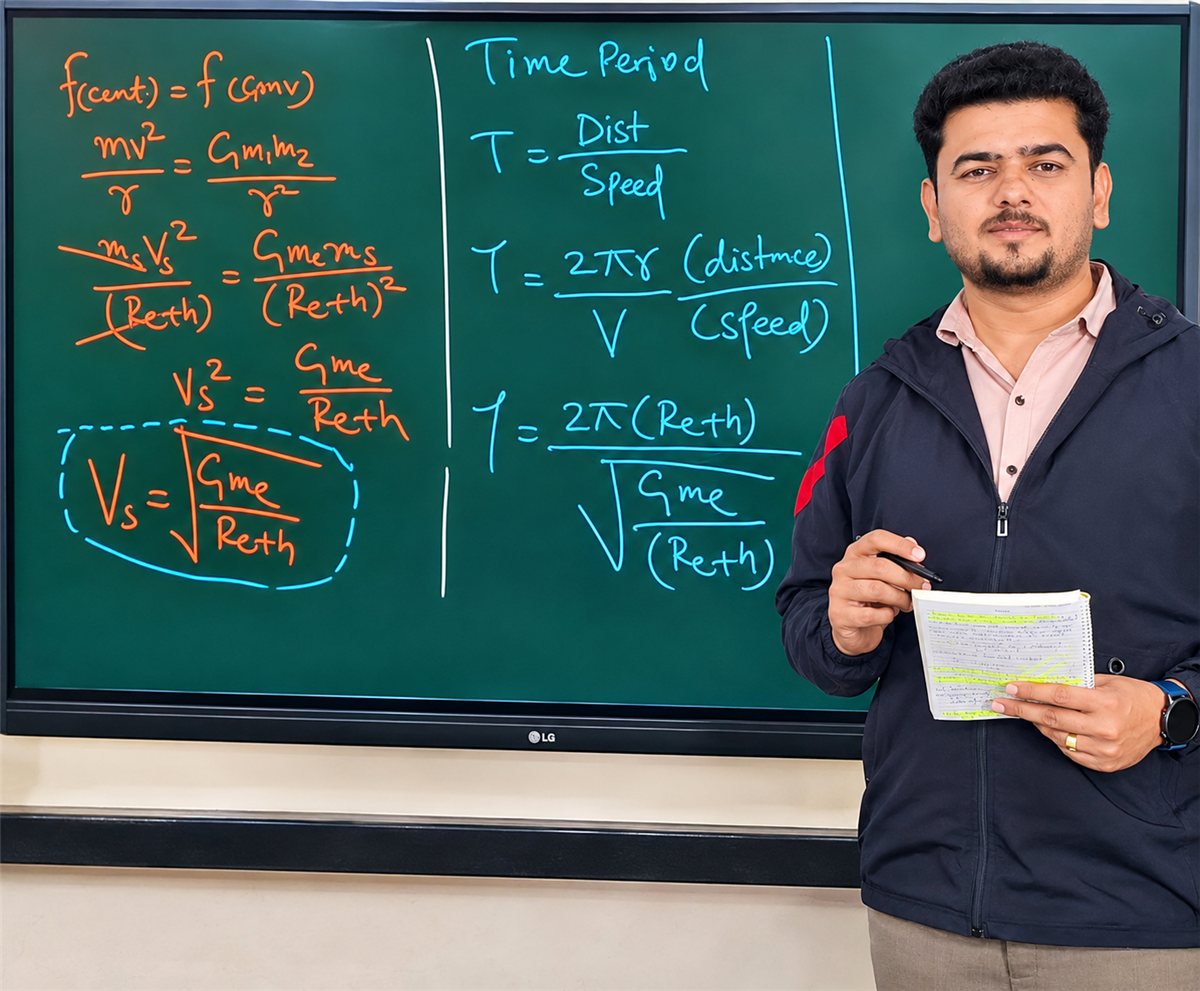 f(cent.) = f (Gmv)
mv²/r = Gm₁m₂/r²
mₛVₛ²/(Re+h) = Gmemₛ/(Re+h)²
Vₛ² = Gme/Re+h
Vₛ = √(Gme/Re+h)
Time Period
T = Dist/Speed
T = 2πr/V (distnce)/(speed)
T = 2π(Re+h)/√(Gme/(Re+h))
LG